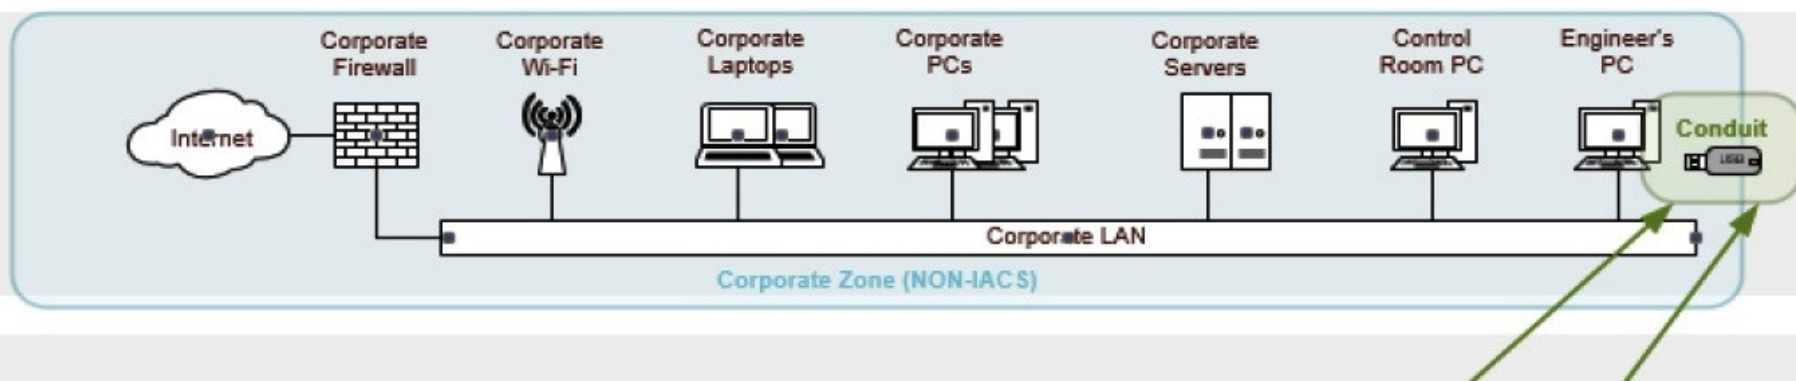 Corporate
Firewall
Corporate
Wi-Fi
Corporate
Laptops
Corporate
PCs
Corporate
Servers
Control
Room PC
Engineer's
PC
Internet
Conduit
USB
Corporate LAN
Corporate Zone (NON-IACS)